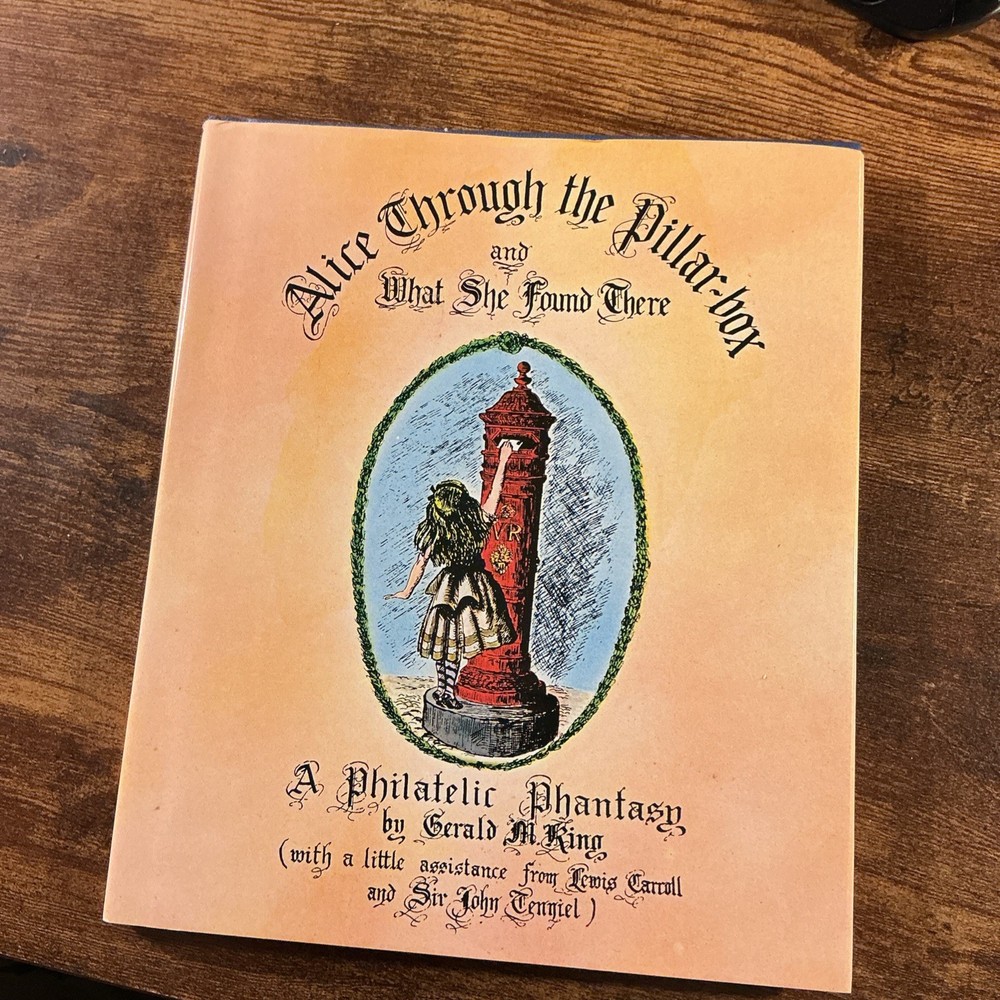 Alice Through the Pillar-box
and
What She Found There
VR
A Philatelic Phantasy
by Gerald M King
(with a little assistance from Lewis Carroll
and Sir John Tenniel)